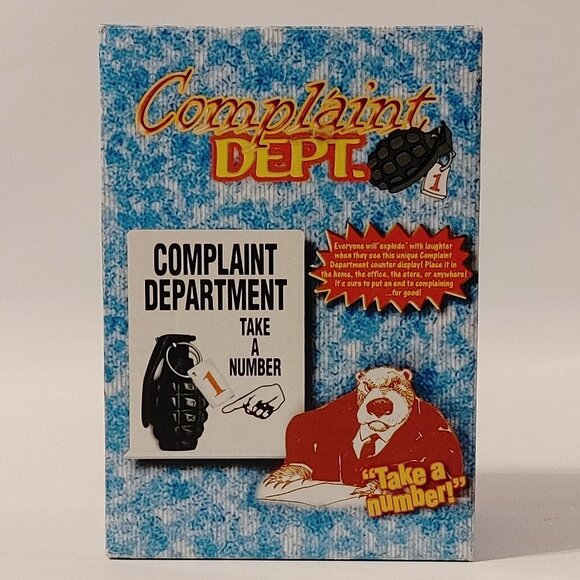 Complaint
DEPT.
1
COMPLAINT
DEPARTMENT
TAKE
A
NUMBER
1
Everyone will "explode" with laughter
when they see this unique Complaint
Department counter display! Place it in
the home, the office, the store, or anywhere!
It's sure to put an end to complaining
...for good!
"Take a
number!"